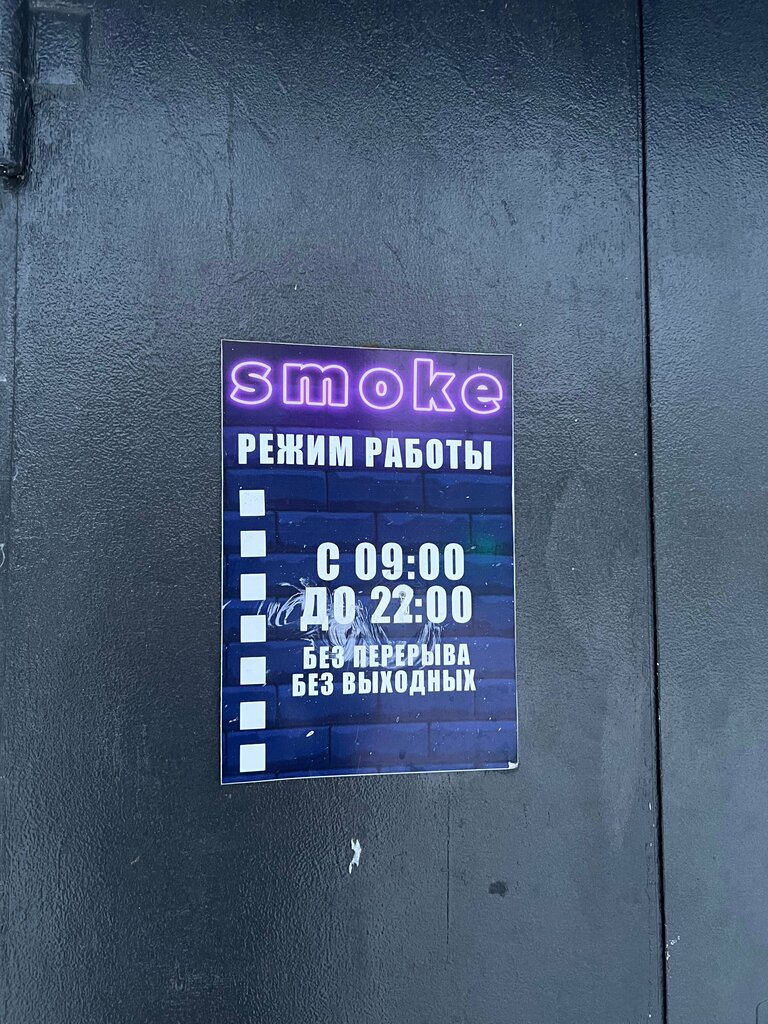 smoke
РЕЖИМ РАБОТЫ
С 09:00
ДО 22:00
БЕЗ ПЕРЕРЫВА
БЕЗ ВЫХОДНЫХ